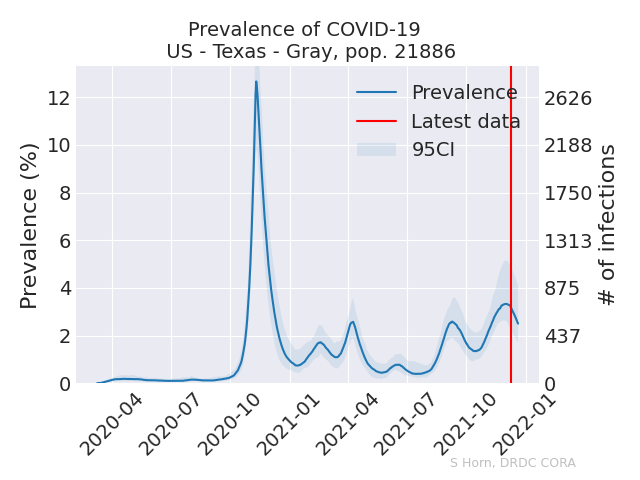 Prevalence of COVID-19
US - Texas - Gray, pop. 21886
Prevalence
Latest data
95CI
Prevalence (%)
12
10
8
6
4
2
0
2626
2188
1750
1313
875
437
0
# of infections
2020-04
2020-07
2020-10
2021-01
2021-04
2021-07
2021-10
2022-01
S Horn, DRDC CORA